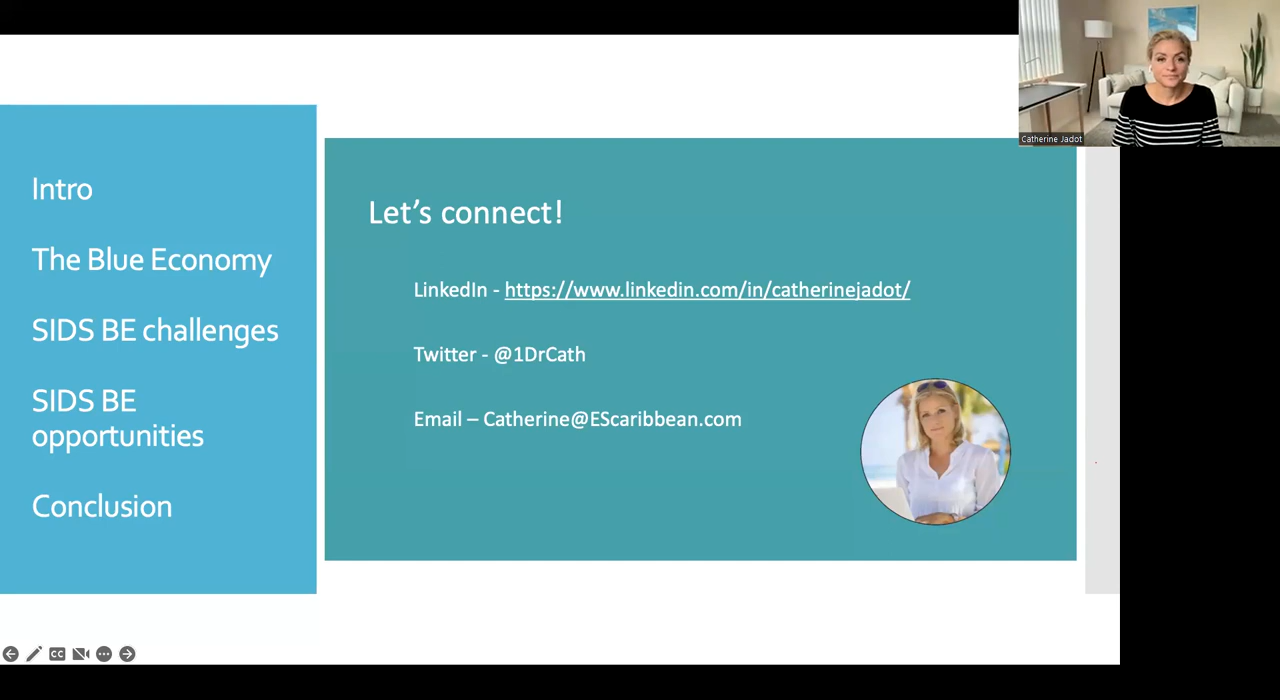 Catherine Jadot
Intro
The Blue Economy
SIDS BE challenges
SIDS BE
opportunities
Conclusion
Let's connect!
LinkedIn - https://www.linkedin.com/in/catherinejadot/
Twitter - @1DrCath
Email – Catherine@EScaribbean.com
CC